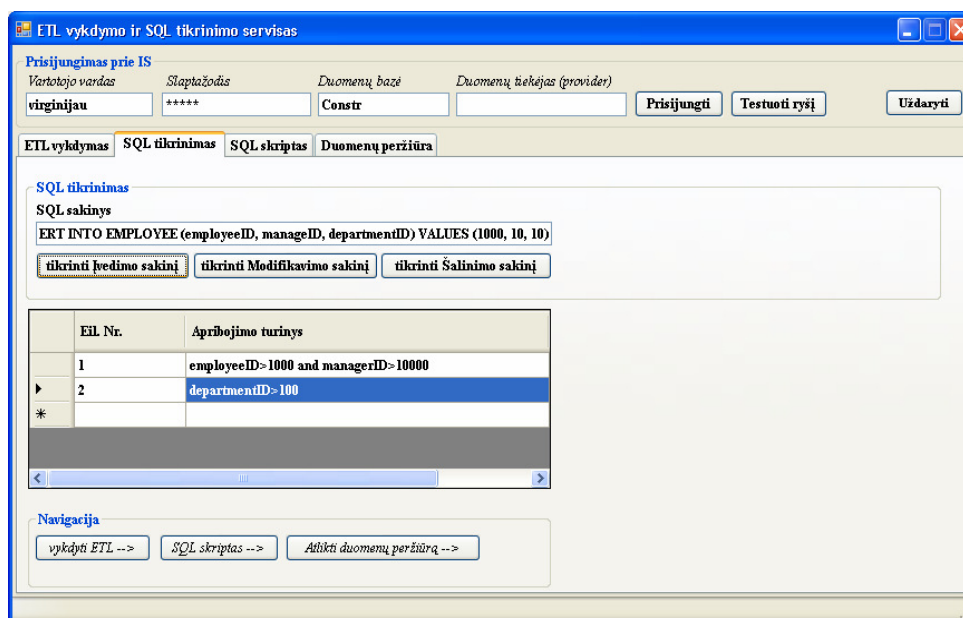 ETL vykdymo ir SQL tikrinimo servisas
Prisijungimas prie IS
Vartotojo vardas Slaptažodis Duomenų bazė Duomenų tiekėjas (provider)
virginijau ***** Constr Prisijungti Testuoti ryšį Uždaryti
ETL vykdymas SQL tikrinimas SQL skriptas Duomenų peržiūra
SQL tikrinimas
SQL sakinys
ERT INTO EMPLOYEE (employeeID, manageID, departmentID) VALUES (1000, 10, 10)
tikrinti Įvedimo sakinį tikrinti Modifikavimo sakinį tikrinti Šalinimo sakinį
Eil. Nr. Apribojimo turinys
1 employeeID>1000 and managerID>10000
2 departmentID>100
Navigacija
vykdyti ETL --> SQL skriptas --> Atlikti duomenų peržiūrą -->